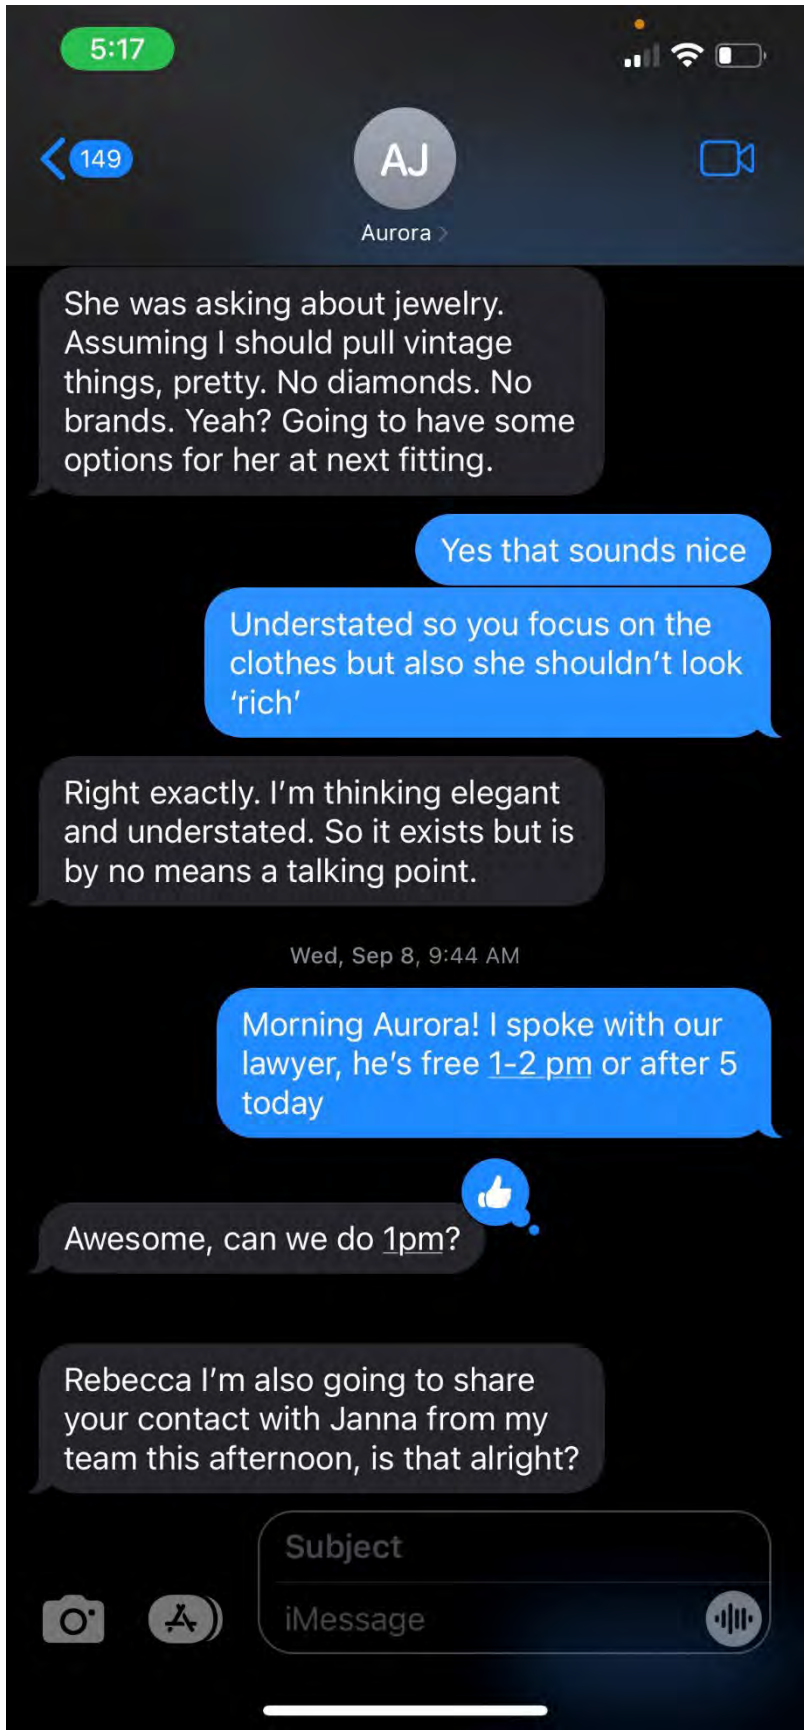 5:17
149
AJ
Aurora
She was asking about jewelry.
Assuming I should pull vintage
things, pretty. No diamonds. No
brands. Yeah? Going to have some
options for her at next fitting.
Yes that sounds nice
Understated so you focus on the
clothes but also she shouldn’t look
‘rich’
Right exactly. I’m thinking elegant
and understated. So it exists but is
by no means a talking point.
Wed, Sep 8, 9:44 AM
Morning Aurora! I spoke with our
lawyer, he’s free 1-2 pm or after 5
today
Awesome, can we do 1pm?
Rebecca I’m also going to share
your contact with Janna from my
team this afternoon, is that alright?
Subject
iMessage